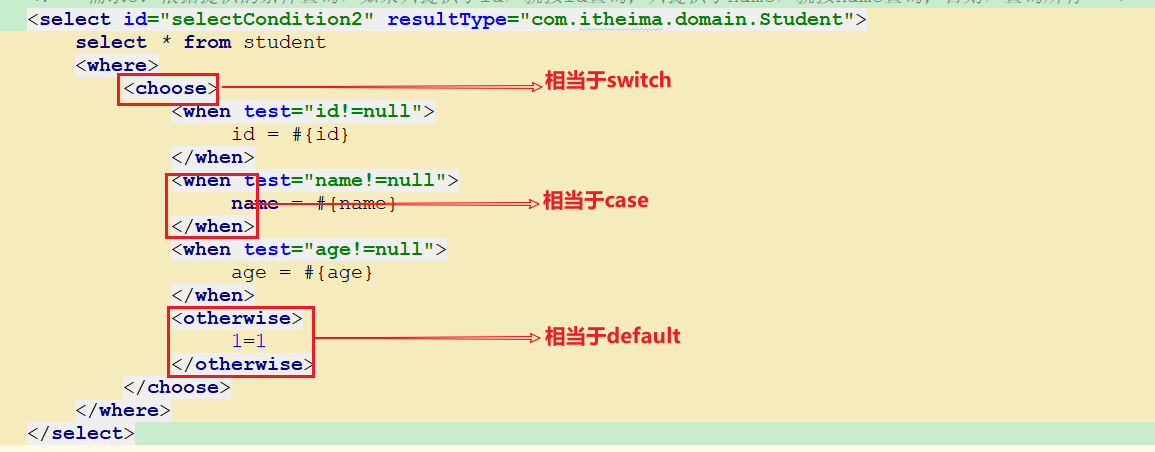 <select id="selectCondition2" resultType="com.itheima.domain.Student">
select * from student
<where>
<choose> 相当于switch
<when test="id!=null">
id = #{id}
</when>
<when test="name!=null">
name = #{name} 相当于case
</when>
<when test="age!=null">
age = #{age}
</when>
<otherwise>
1=1 相当于default
</otherwise>
</choose>
</where>
</select>